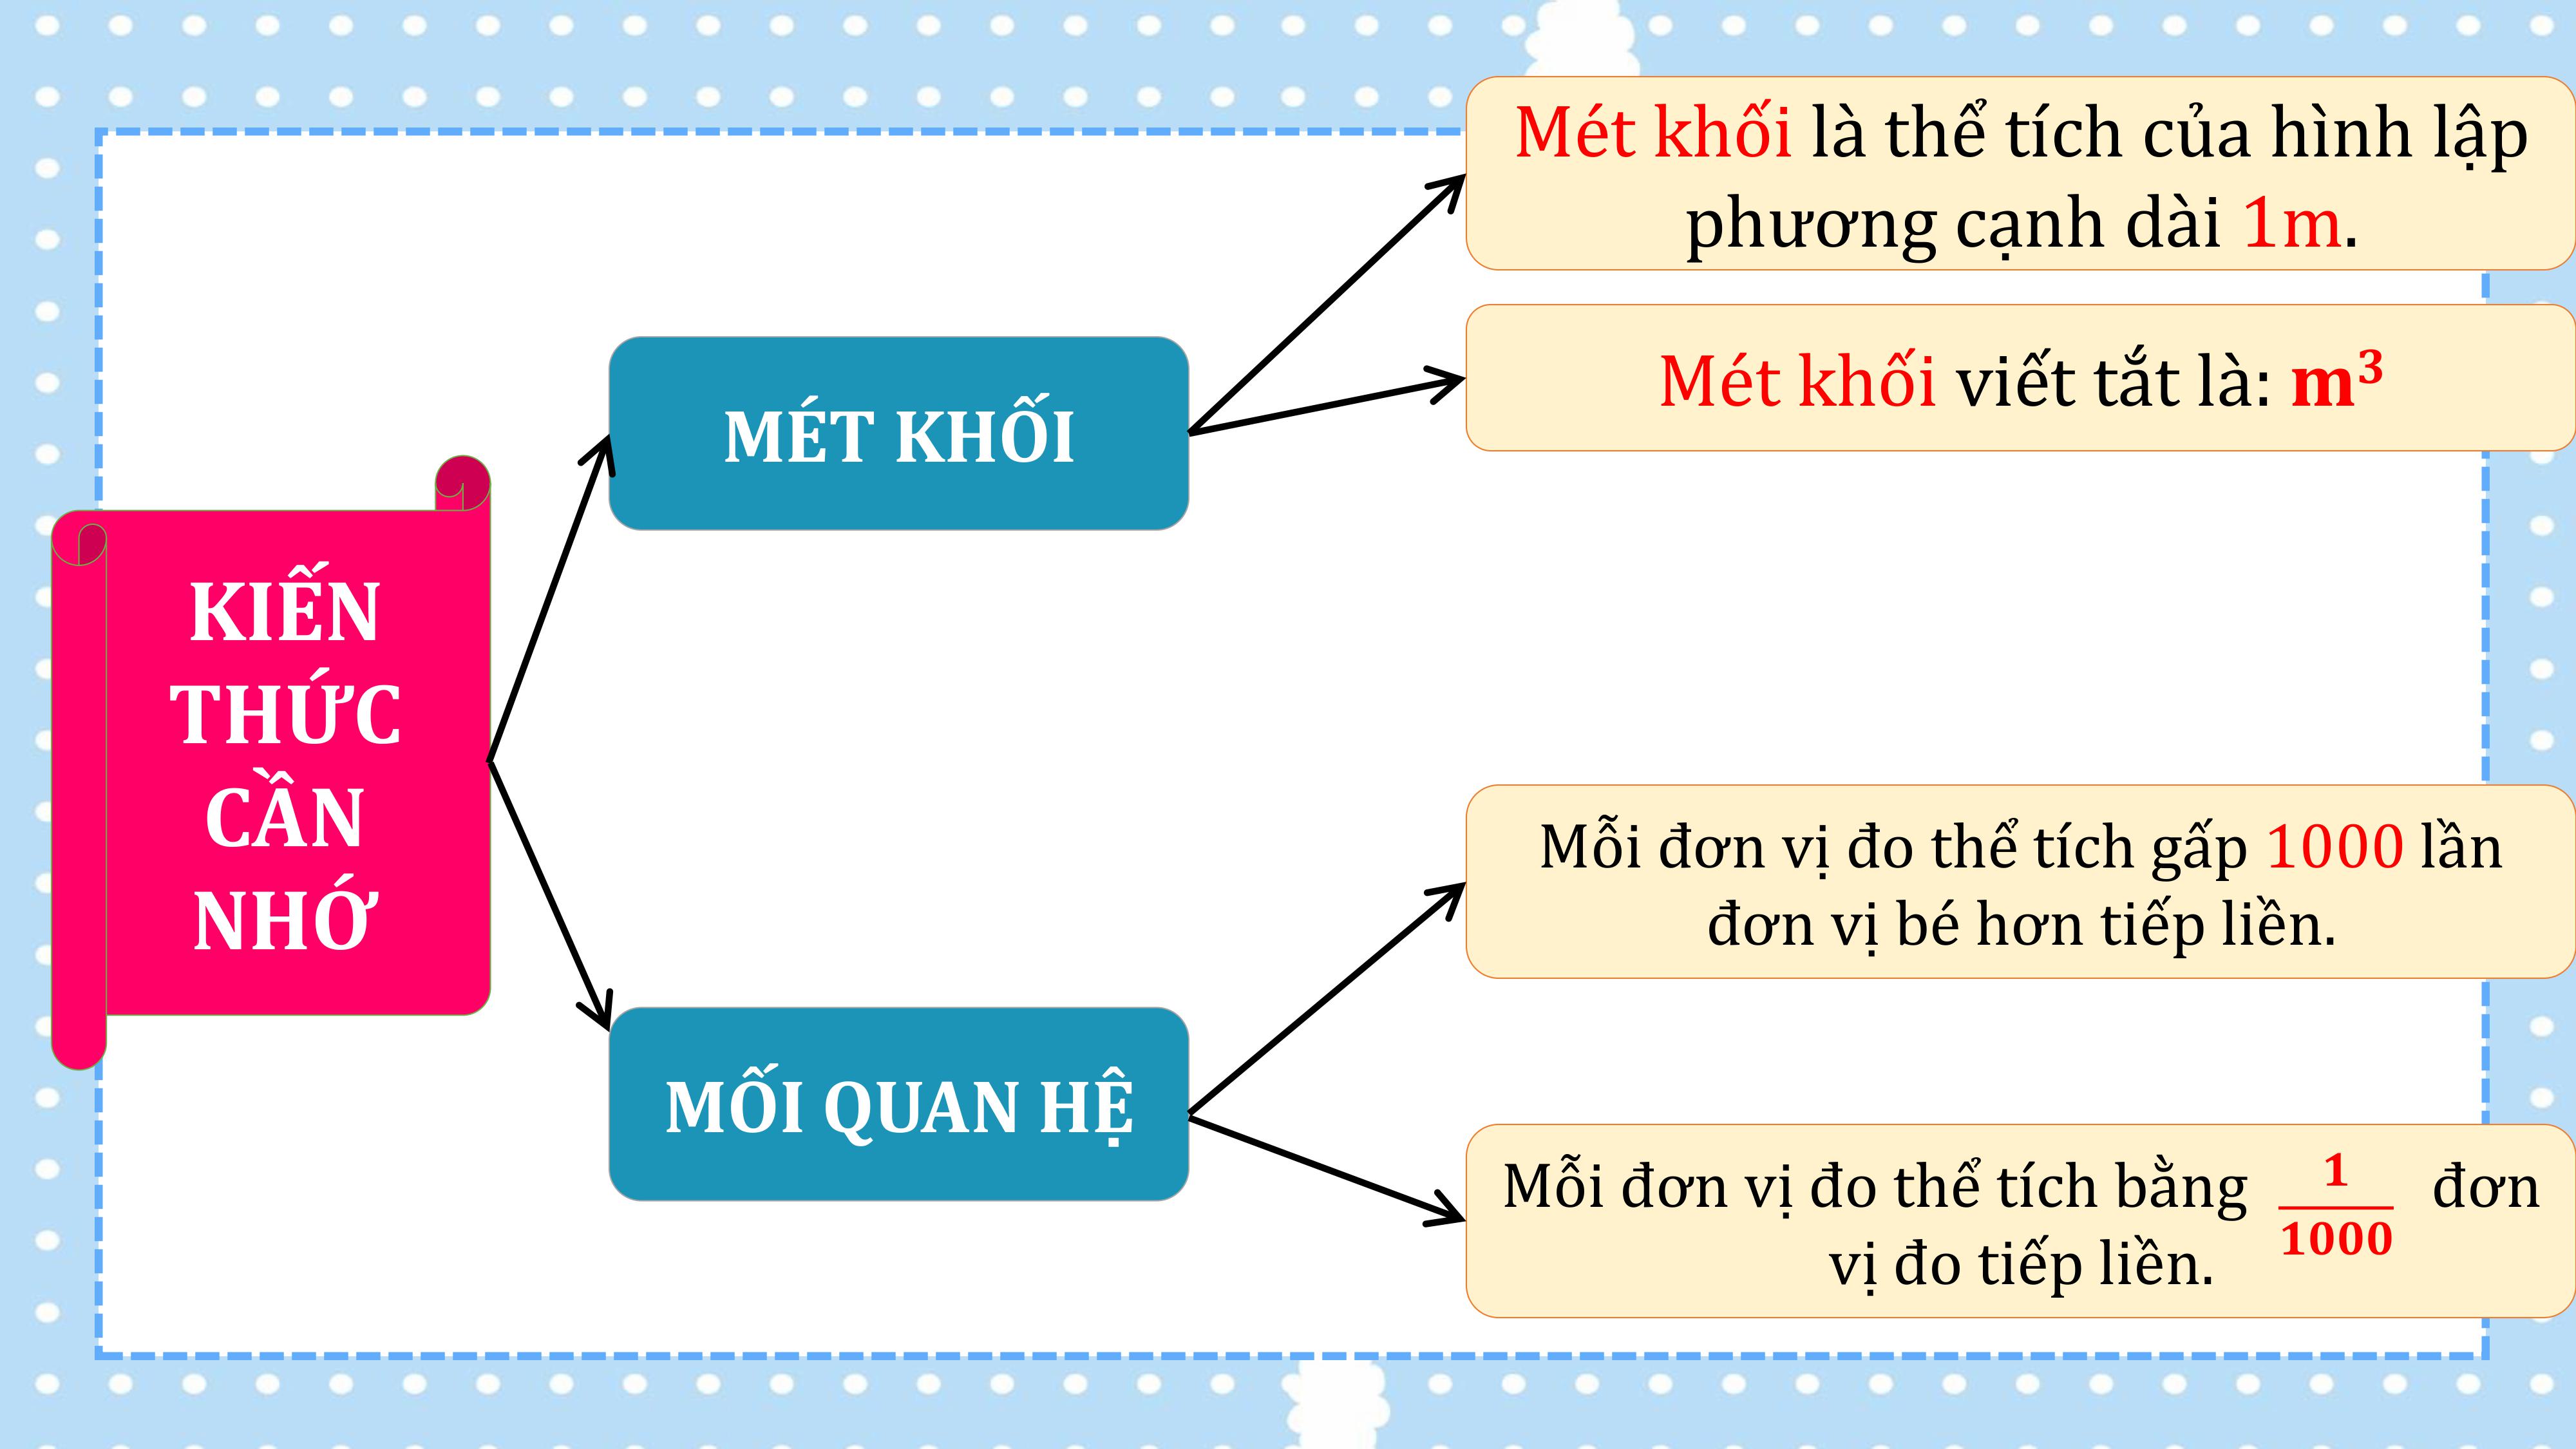 KIẾN
THỨC
CẦN
NHỚ
MÉT KHỐI
Mét khối là thể tích của hình lập
phương cạnh dài 1m.
Mét khối viết tắt là: m³
MỐI QUAN HỆ
Mỗi đơn vị đo thể tích gấp 1000 lần
đơn vị bé hơn tiếp liền.
Mỗi đơn vị đo thể tích bằng 1/1000 đơn
vị đo tiếp liền.